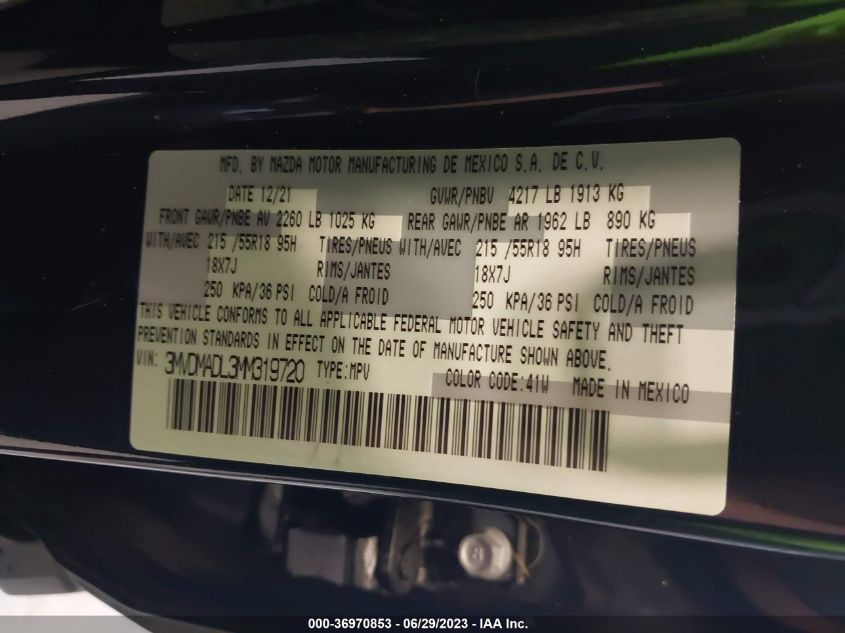 MFD. BY MAZDA MOTOR MANUFACTURING DE MEXICO S.A. DE C.V.
DATE 12/21 GVWR/PNBV 4217 LB 1913 KG
FRONT GAWR/PNBE AV 2260 LB 1025 KG REAR GAWR/PNBE AR 1962 LB 890 KG
WITH/AVEC 215 /55R18 95H TIRES/PNEUS WITH/AVEC 215 /55R18 95H TIRES/PNEUS
18X7J RIMS/JANTES 18X7J RIMS/JANTES
250 KPA/36 PSI COLD/A FROID 250 KPA/36 PSI COLD/A FROID
THIS VEHICLE CONFORMS TO ALL APPLICABLE FEDERAL MOTOR VEHICLE SAFETY AND THEFT
PREVENTION STANDARDS IN EFFECT ON THE DATE OF MANUFACTURE SHOWN ABOVE.
VIN: 3MVDMADL3MM319720 TYPE:MPV COLOR CODE:41W MADE IN MEXICO
000-36970853 - 06/29/2023 - IAA Inc.